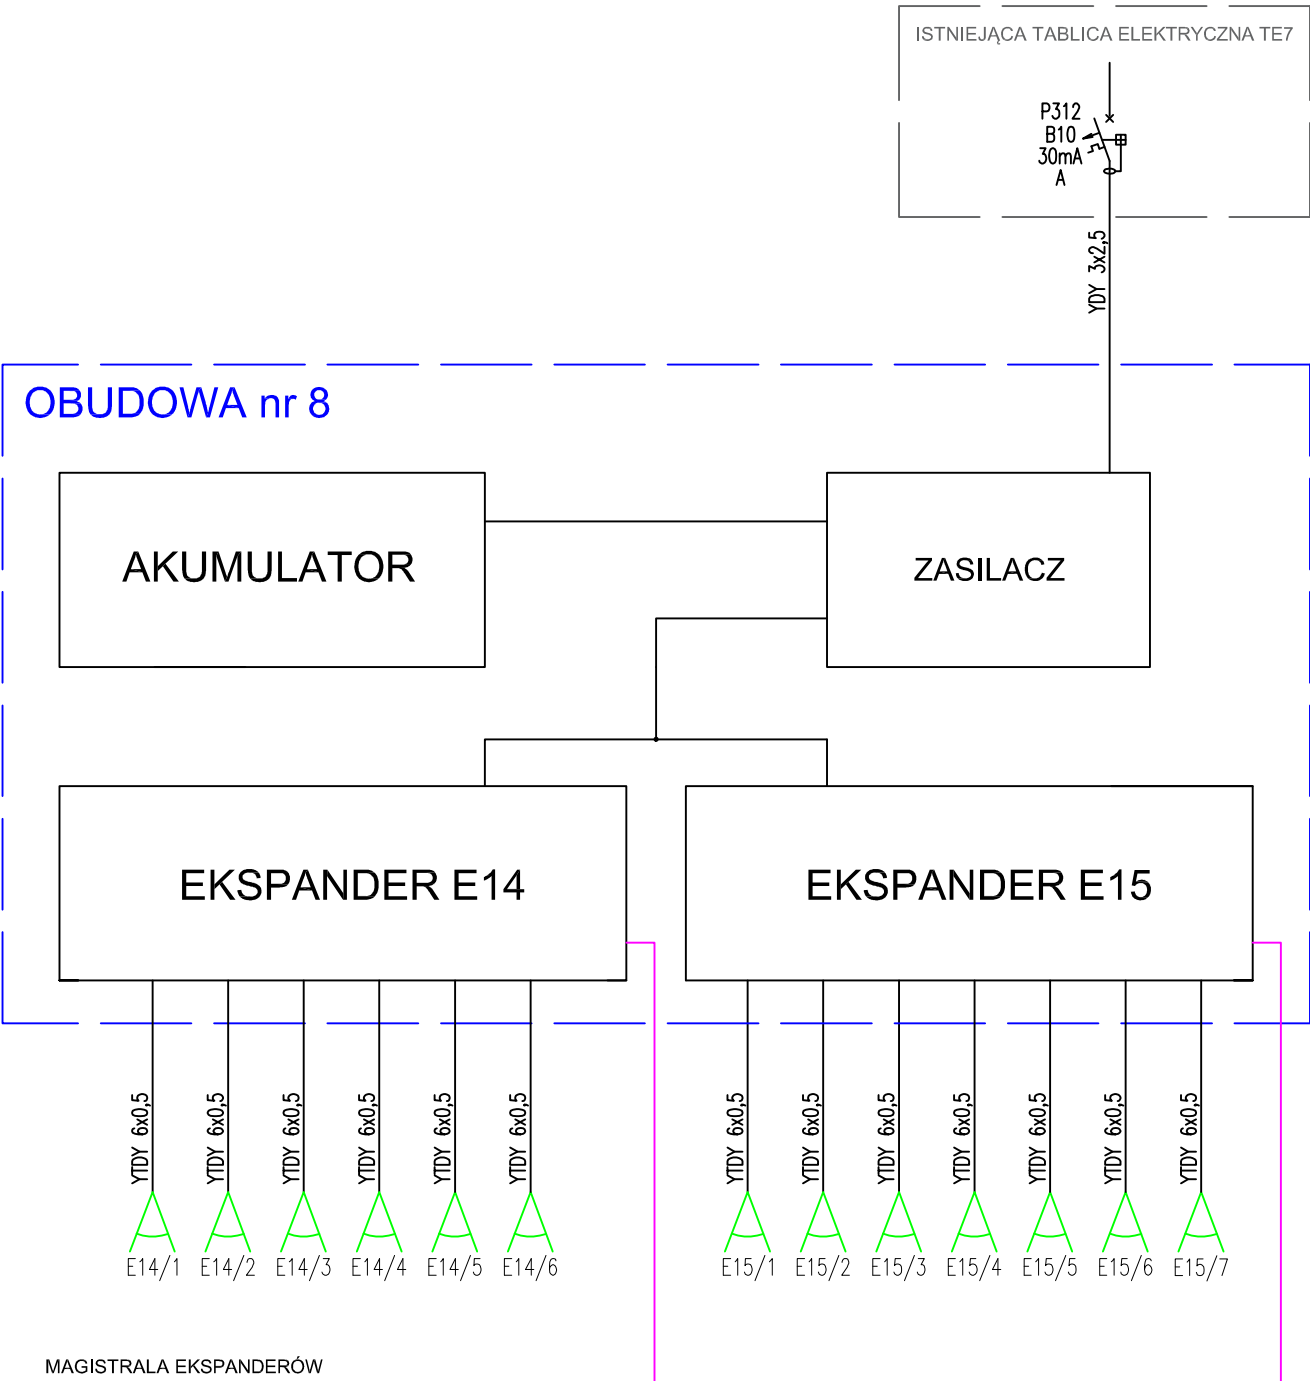 ISTNIEJĄCA TABLICA ELEKTRYCZNA TE7
P312
B10
30mA
A
YDY 3x2,5
OBUDOWA nr 8
AKUMULATOR
ZASILACZ
EKSPANDER E14
EKSPANDER E15
YTDY 6x0,5
YTDY 6x0,5
YTDY 6x0,5
YTDY 6x0,5
YTDY 6x0,5
YTDY 6x0,5
YTDY 6x0,5
YTDY 6x0,5
YTDY 6x0,5
YTDY 6x0,5
YTDY 6x0,5
YTDY 6x0,5
YTDY 6x0,5
E14/1
E14/2
E14/3
E14/4
E14/5
E14/6
E15/1
E15/2
E15/3
E15/4
E15/5
E15/6
E15/7
MAGISTRALA EKSPANDERÓW